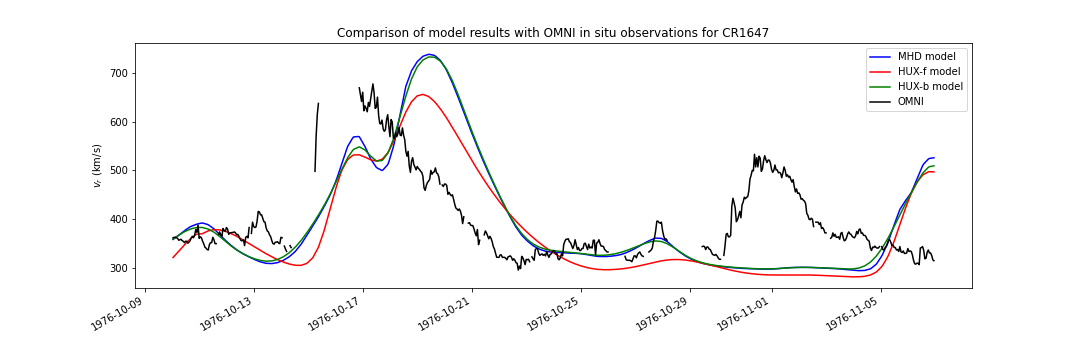 Comparison of model results with OMNI in situ observations for CR1647
MHD model
HUX-f model
HUX-b model
OMNI
700
600
500
400
300
vᵣ (km/s)
1976-10-09
1976-10-13
1976-10-17
1976-10-21
1976-10-25
1976-10-29
1976-11-01
1976-11-05